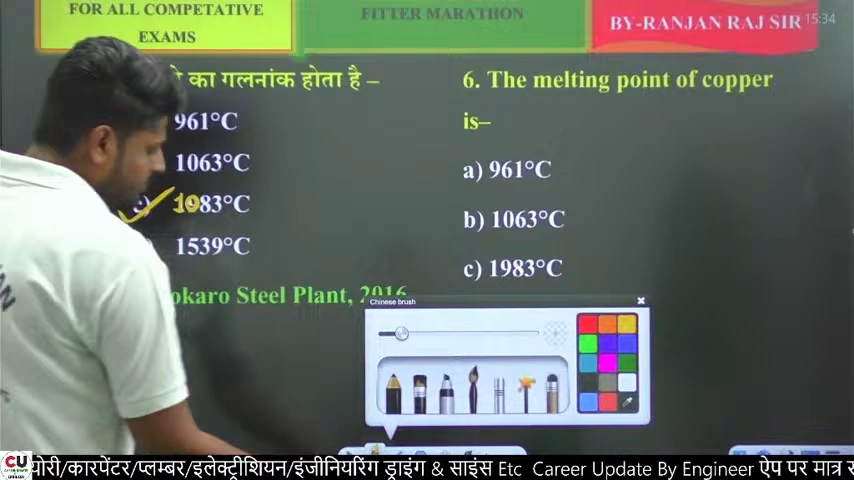 FOR ALL COMPETATIVE
EXAMS
FITTER MARATHON
BY-RANJAN RAJ SIR
15:34
का गलनांक होता है –
961°C
1063°C
1983°C
1539°C
Bokaro Steel Plant, 2016
6. The melting point of copper
is–
a) 961°C
b) 1063°C
c) 1983°C
Chinese brush
CU
योरी/कारपेंटर/प्लम्बर/इलेक्ट्रीशियन/इंजीनियरिंग ड्राइंग & साइंस Etc Career Update By Engineer ऐप पर मात्र